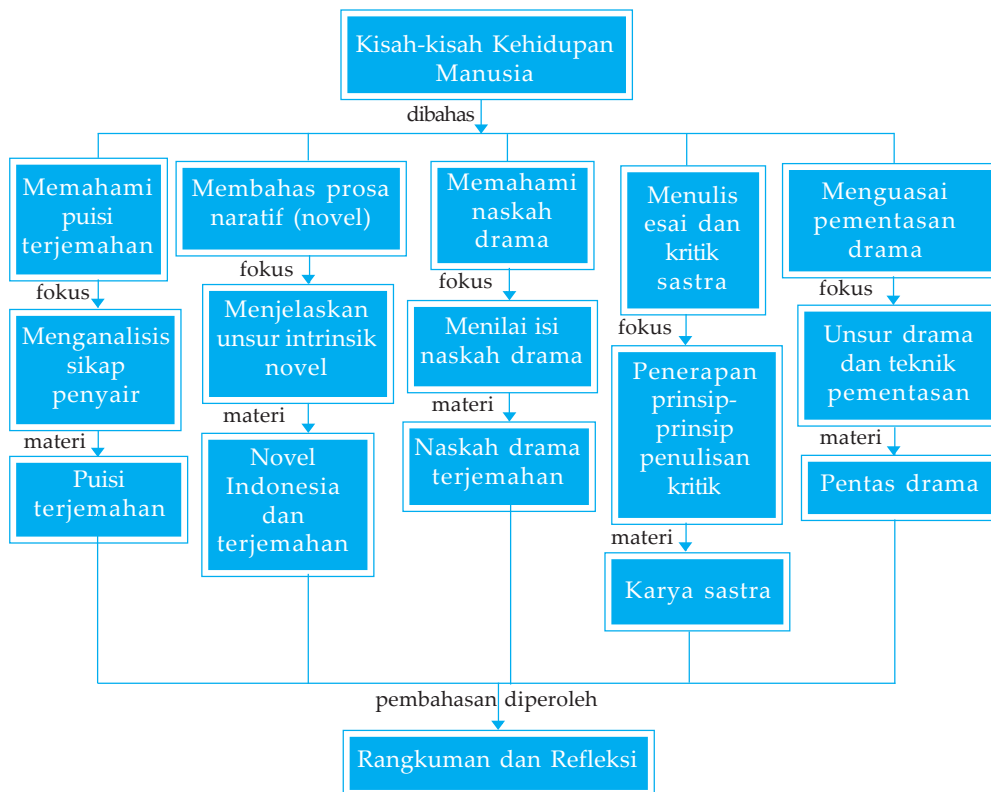 Kisah-kisah Kehidupan
Manusia
dibahas
Memahami
puisi
terjemahan
fokus
Menganalisis
sikap
penyair
materi
Puisi
terjemahan
Membahas prosa
naratif (novel)
fokus
Menjelaskan
unsur intrinsik
novel
materi
Novel
Indonesia
dan
terjemahan
Memahami
naskah
drama
fokus
Menilai isi
naskah drama
materi
Naskah drama
terjemahan
Menulis
esai dan
kritik
sastra
fokus
Penerapan
prinsip-
prinsip
penulisan
kritik
materi
Karya sastra
Menguasai
pementasan
drama
fokus
Unsur drama
dan teknik
pementasan
materi
Pentas drama
pembahasan diperoleh
Rangkuman dan Refleksi